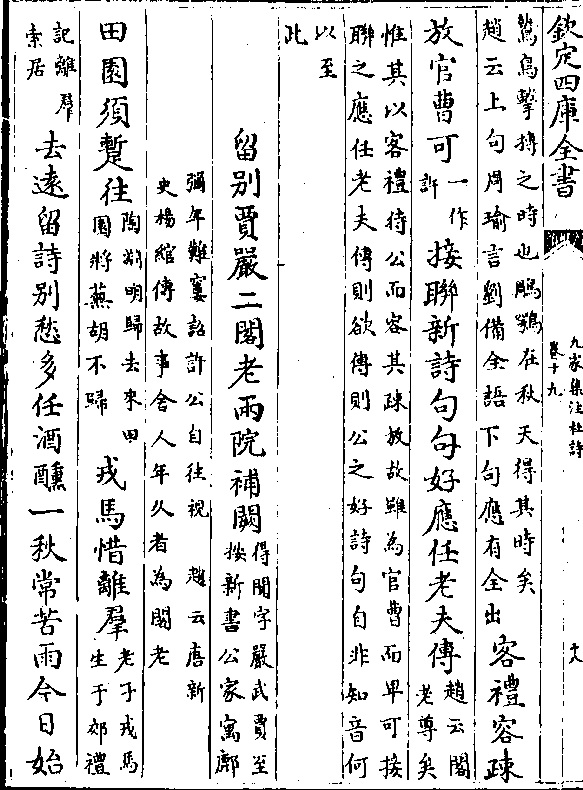 欽定四庫全書
九家集注杜詩
卷十九
十八
鷙鳥擊搏之時也鵰鶚在秋天得其時矣
趙云上句周瑜言劉備全語下句應有全出
客禮容疎
放官曹可
一作
許
接聯新詩句句好應任老夫傳
趙云閣
老尊矣
惟其以客禮待公而容其疎放故雖為官曹而卑可接
聯之應任老夫傳則欲傳則公之好詩句自非知音何
以至
此
留别賈嚴二閣老兩院補闕
得聞字嚴武賈至
按新書公家寓鄜
彌年難窶詔許公自往視 趙云唐新
史楊綰傳故事舍人年久者為閣老
田園須蹔往
陶淵明歸去來田
園將蕪胡不歸
戎馬惜離羣
老子戎馬
生于郊禮
記離羣
索居
去遠留詩别愁多任酒醺一秋常苦雨今日始